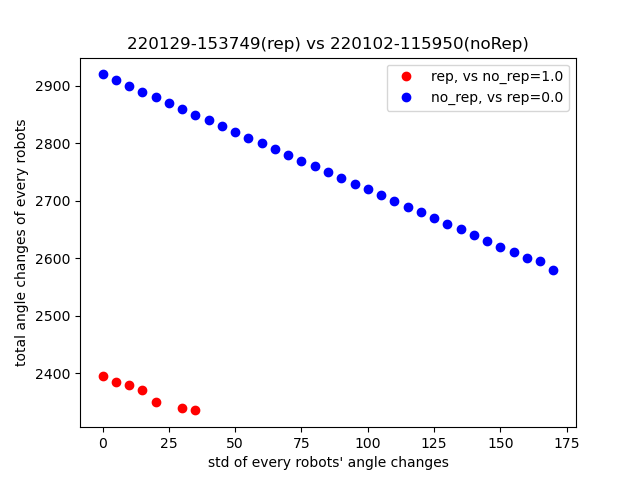 220129-153749(rep) vs 220102-115950(noRep)
rep, vs no_rep=1.0
no_rep, vs rep=0.0
total angle changes of every robots
2900
2800
2700
2600
2500
2400
0 25 50 75 100 125 150 175
std of every robots' angle changes